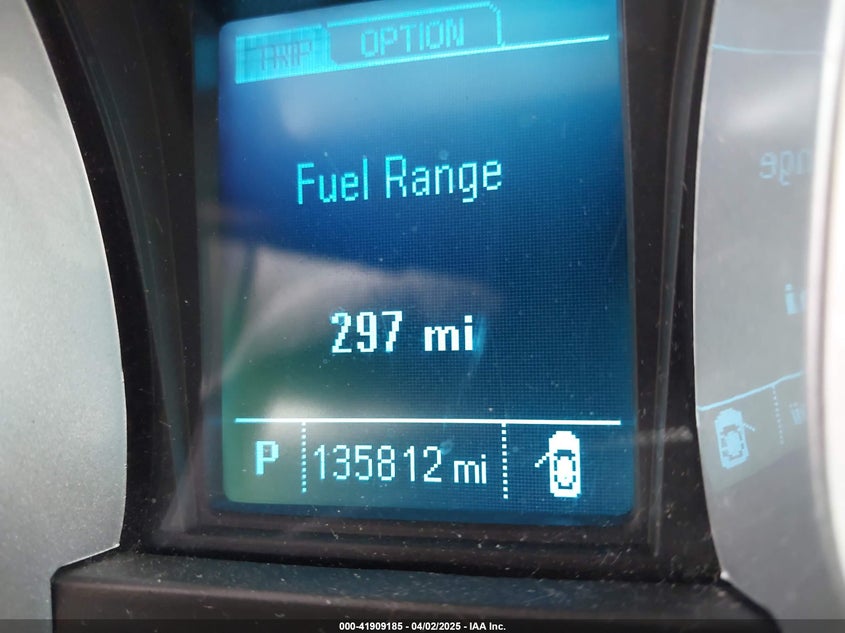 OPTION
Fuel Range
297 mi
P 135812 mi
000-41909185 - 04/02/2025 - IAA Inc.